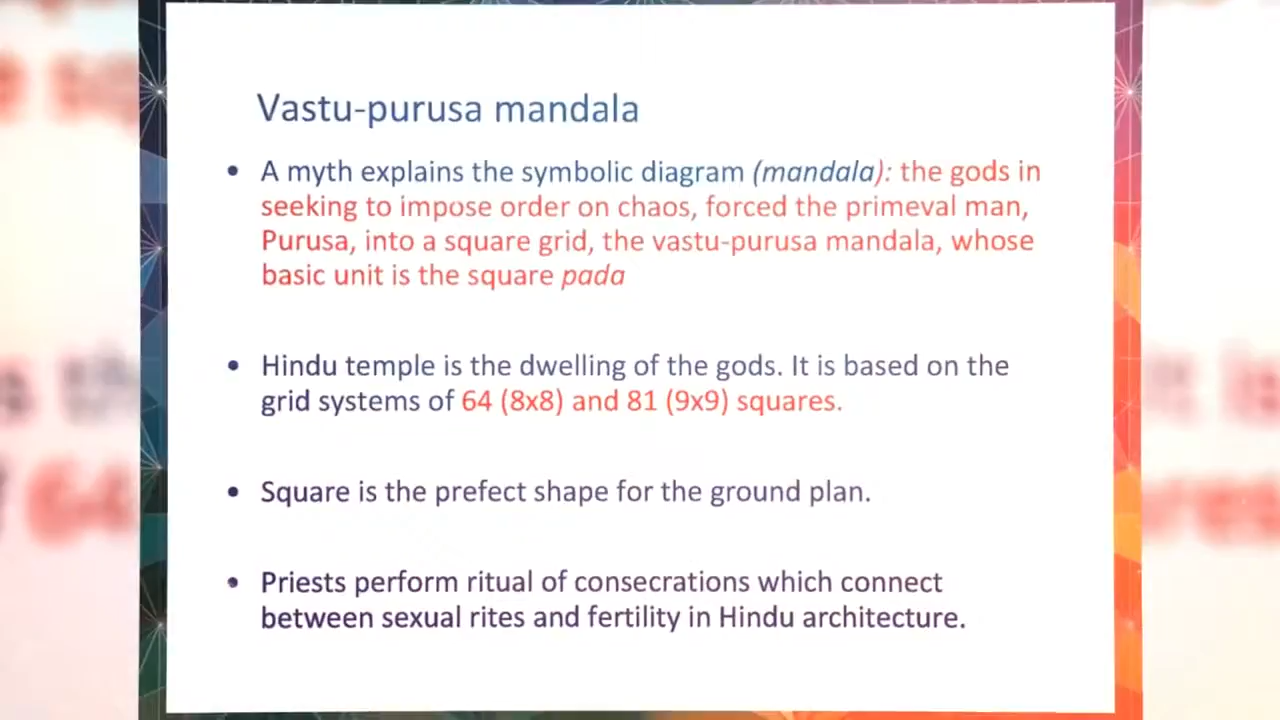 Vastu-purusa mandala
• A myth explains the symbolic diagram (mandala): the gods in
seeking to impose order on chaos, forced the primeval man,
Purusa, into a square grid, the vastu-purusa mandala, whose
basic unit is the square pada
• Hindu temple is the dwelling of the gods. It is based on the
grid systems of 64 (8x8) and 81 (9x9) squares.
• Square is the prefect shape for the ground plan.
• Priests perform ritual of consecrations which connect
between sexual rites and fertility in Hindu architecture.